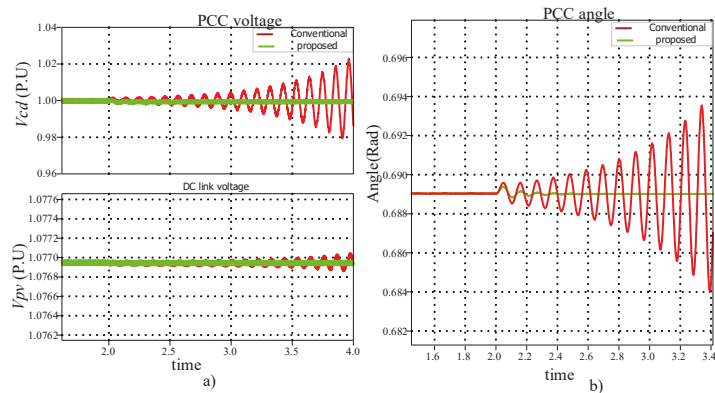 PCC voltage
Conventional
proposed
1.04
1.02
1.00
0.98
0.96
Vcd (P.U)
DC link voltage
1.0776
1.0774
1.0772
1.0770
1.0768
1.0766
1.0764
1.0762
Vpv (P.U)
2.0 2.5 3.0 3.5 4.0
time
a)
PCC angle
Conventional
proposed
0.696
0.694
0.692
0.690
0.688
0.686
0.684
0.682
Angle(Rad)
1.6 1.8 2.0 2.2 2.4 2.6 2.8 3.0 3.2 3.4
time
b)